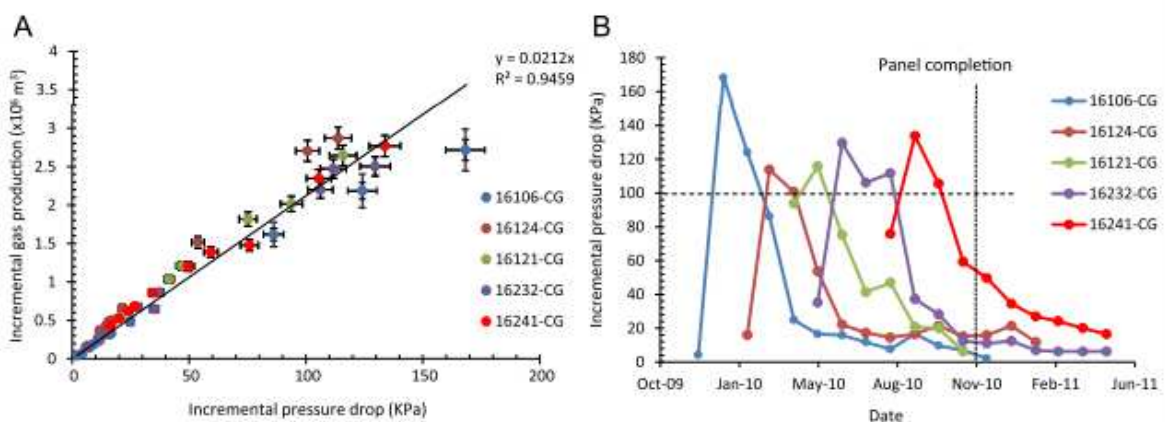 A
Incremental gas production (x10⁶ m³)
4
3.5
3
2.5
2
1.5
1
0.5
0
0
50
100
150
200
Incremental pressure drop (KPa)
y = 0.0212x
R² = 0.9459
16106-CG
16124-CG
16121-CG
16232-CG
16241-CG
B
Incremental pressure drop (KPa)
180
160
140
120
100
80
60
40
20
0
Oct-09
Jan-10
May-10
Aug-10
Nov-10
Feb-11
Jun-11
Date
Panel completion
16106-CG
16124-CG
16121-CG
16232-CG
16241-CG